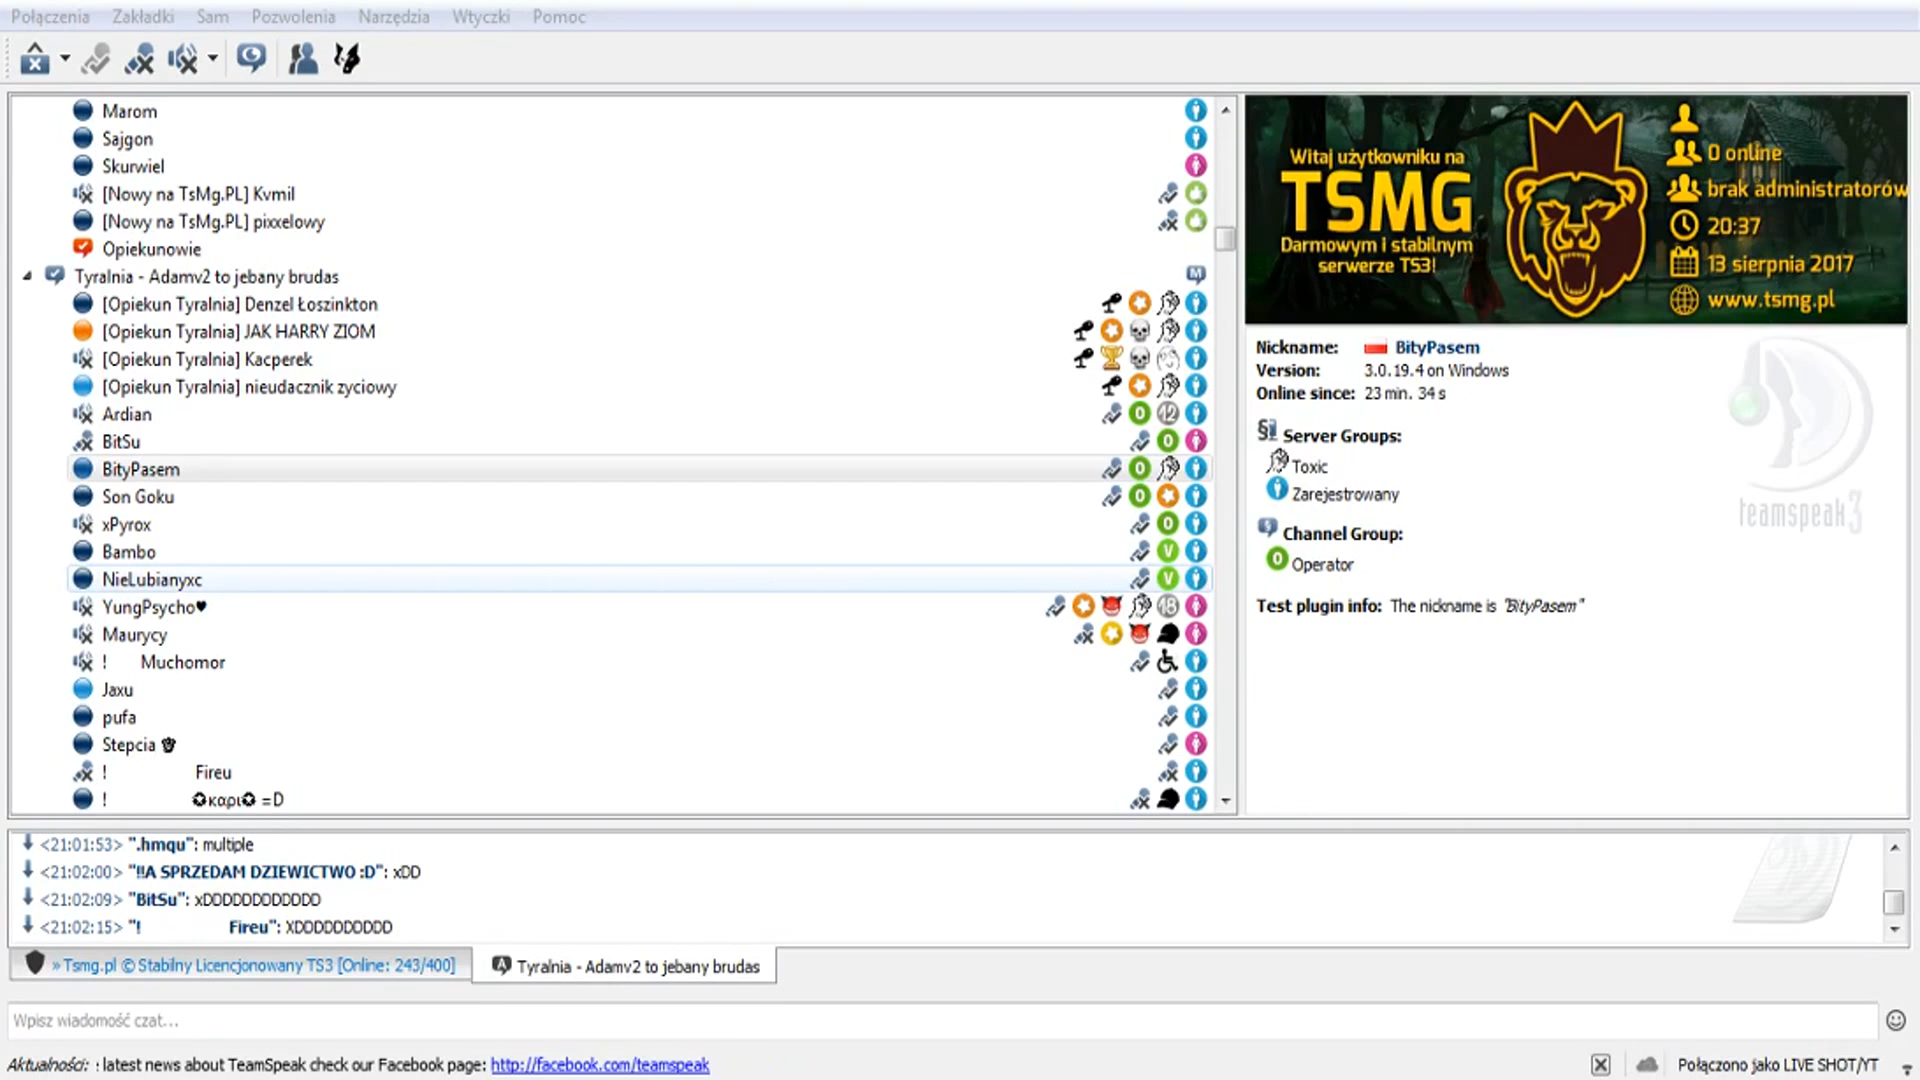 Połączenia Zakładki Sam Pozwolenia Narzędzia Wtyczki Pomoc
Marom
Sajgon
Skurwiel
[Nowy na TsMg.PL] Kvmil
[Nowy na TsMg.PL] pixxelowy
Opiekunowie
Tyralnia - Adamv2 to jebany brudas
M
[Opiekun Tyralnia] Denzel Łoszinkton
[Opiekun Tyralnia] JAK HARRY ZIOM
[Opiekun Tyralnia] Kacperek
[Opiekun Tyralnia] nieudacznik zyciowy
Ardian
O 12
BitSu
O
BityPasem
O
Son Goku
O
xPyrox
O
Bambo
V
NieLubianyxc
V
YungPsycho♥
18
Maurycy
! Muchomor
Jaxu
pufa
Stepcia
! Fireu
! ✪καρι✪ =D
Witaj użytkowniku na
TSMG
Darmowym i stabilnym
serwerze TS3!
0 online
brak administratorów
20:37
13 sierpnia 2017
www.tsmg.pl
Nickname: BityPasem
Version: 3.0.19.4 on Windows
Online since: 23 min. 34 s
Server Groups:
Toxic
Zarejestrowany
Channel Group:
O Operator
Test plugin info: The nickname is "BityPasem"
teamspeak3
<21:01:53> ".hmqu": multiple
<21:02:00> "!!A SPRZEDAM DZIEWICTWO :D": xDD
<21:02:09> "BitSu": xDDDDDDDDDDDD
<21:02:15> "! Fireu": XDDDDDDDDDD
» Tsmg.pl © Stabilny Licencjonowany TS3 [Online: 243/400]
A Tyralnia - Adamv2 to jebany brudas
Wpisz wiadomość czat...
Aktualności: : latest news about TeamSpeak check our Facebook page: http://facebook.com/teamspeak
Połączono jako LIVE SHOT/YT